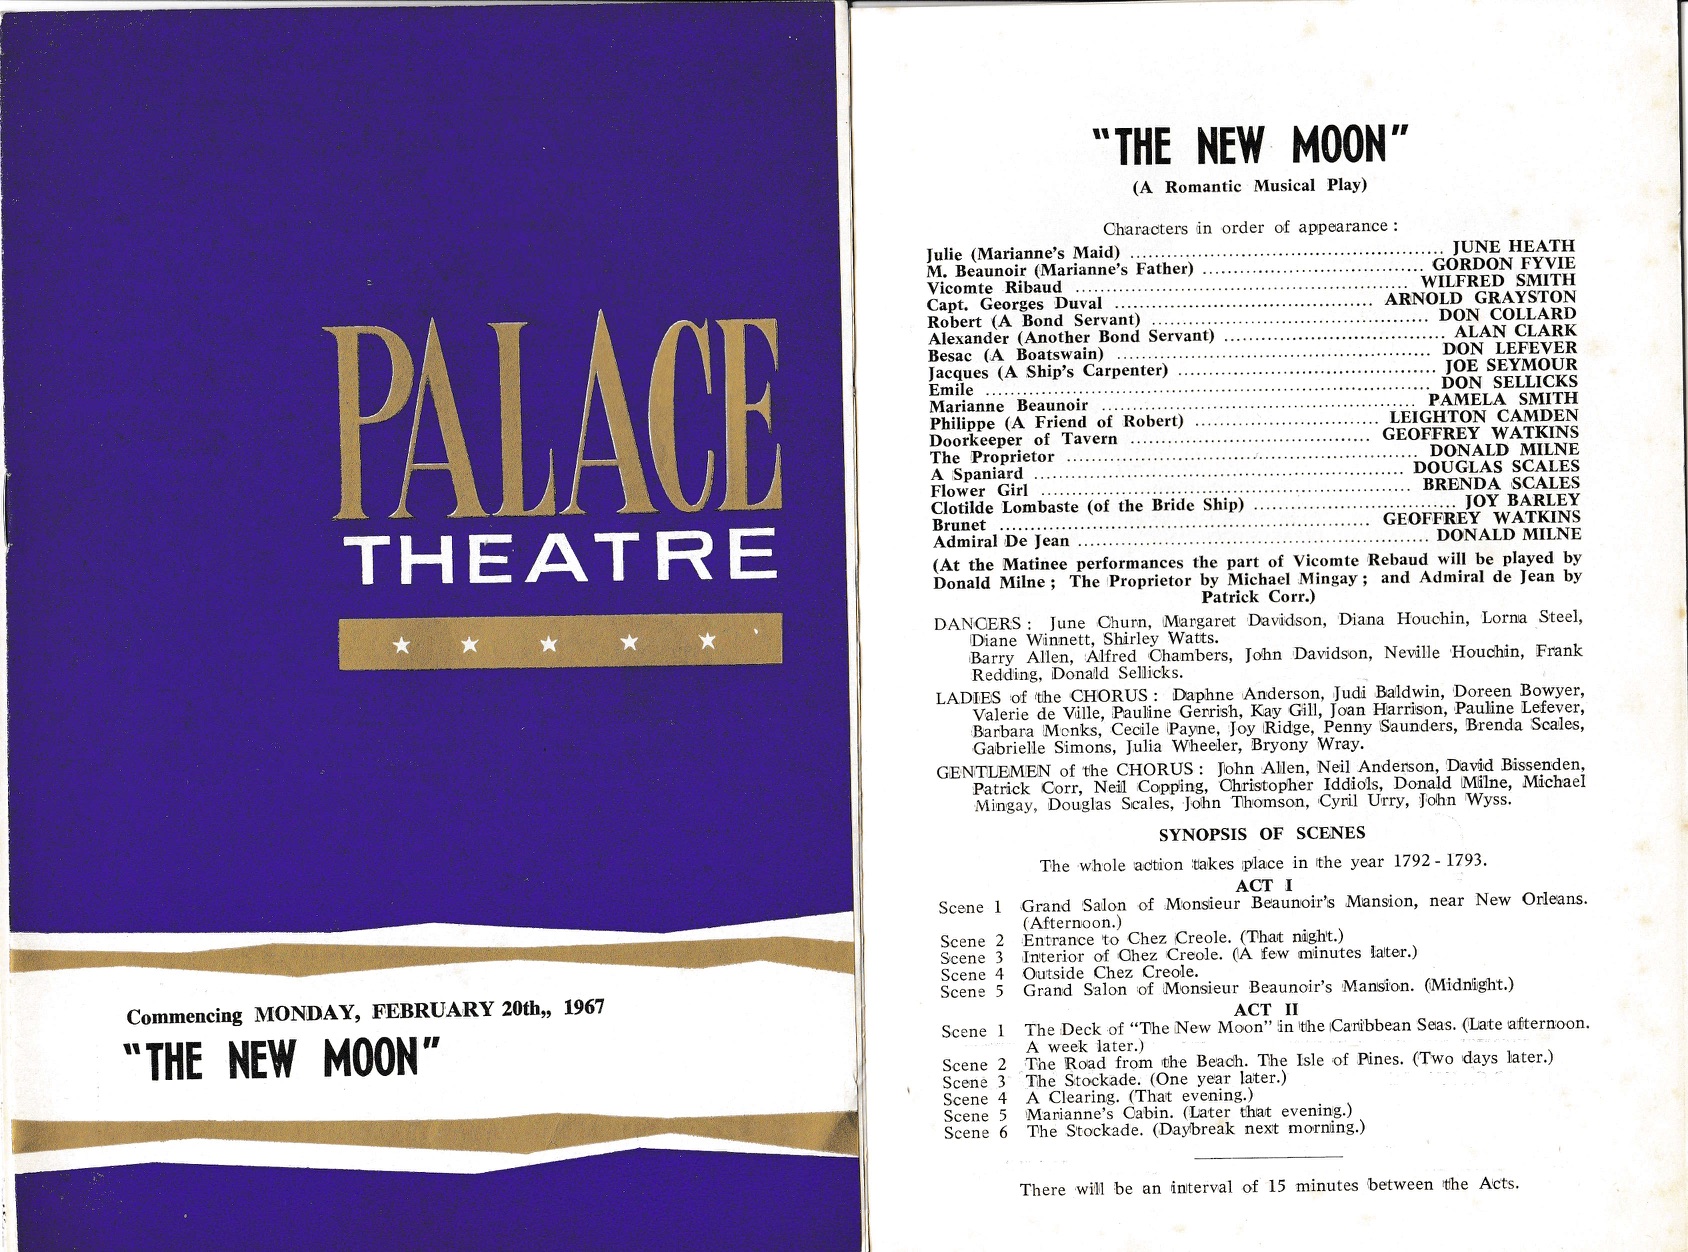 PALACE
THEATRE
Commencing MONDAY, FEBRUARY 20th,, 1967
"THE NEW MOON"
"THE NEW MOON"
(A Romantic Musical Play)
Characters in order of appearance :
Julie (Marianne's Maid) ........ JUNE HEATH
M. Beaunoir (Marianne's Father) ........ GORDON FYVIE
Vicomte Ribaud ........ WILFRED SMITH
Capt. Georges Duval ........ ARNOLD GRAYSTON
Robert (A Bond Servant) ........ DON COLLARD
Alexander (Another Bond Servant) ........ ALAN CLARK
Besac (A Boatswain) ........ DON LEFEVER
Jacques (A Ship's Carpenter) ........ JOE SEYMOUR
Emile ........ DON SELLICKS
Marianne Beaunoir ........ PAMELA SMITH
Philippe (A Friend of Robert) ........ LEIGHTON CAMDEN
Doorkeeper of Tavern ........ GEOFFREY WATKINS
The Proprietor ........ DONALD MILNE
A Spaniard ........ DOUGLAS SCALES
Flower Girl ........ BRENDA SCALES
Clotilde Lombaste (of the Bride Ship) ........ JOY BARLEY
Brunet ........ GEOFFREY WATKINS
Admiral De Jean ........ DONALD MILNE
(At the Matinee performances the part of Vicomte Rebaud will be played by
Donald Milne ; The Proprietor by Michael Mingay ; and Admiral de Jean by
Patrick Corr.)
DANCERS : June Churn, Margaret Davidson, Diana Houchin, Lorna Steel,
Diane Winnett, Shirley Watts.
Barry Allen, Alfred Chambers, John Davidson, Neville Houchin, Frank
Redding, Donald Sellicks.
LADIES of the CHORUS : Daphne Anderson, Judi Baldwin, Doreen Bowyer,
Valerie de Ville, Pauline Gerrish, Kay Gill, Joan Harrison, Pauline Lefever,
Barbara Monks, Cecile Payne, Joy Ridge, Penny Saunders, Brenda Scales,
Gabrielle Simons, Julia Wheeler, Bryony Wray.
GENTLEMEN of the CHORUS : John Allen, Neil Anderson, David Bissenden,
Patrick Corr, Neil Copping, Christopher Iddiols, Donald Milne, Michael
Mingay, Douglas Scales, John Thomson, Cyril Urry, John Wyss.
SYNOPSIS OF SCENES
The whole action takes place in the year 1792 - 1793.
ACT I
Scene 1 Grand Salon of Monsieur Beaunoir's Mansion, near New Orleans.
(Afternoon.)
Scene 2 Entrance to Chez Creole. (That night.)
Scene 3 Interior of Chez Creole. (A few minutes later.)
Scene 4 Outside Chez Creole.
Scene 5 Grand Salon of Monsieur Beaunoir's Mansion. (Midnight.)
ACT II
Scene 1 The Deck of "The New Moon" in the Caribbean Seas. (Late afternoon.
A week later.)
Scene 2 The Road from the Beach. The Isle of Pines. (Two days later.)
Scene 3 The Stockade. (One year later.)
Scene 4 A Clearing. (That evening.)
Scene 5 Marianne's Cabin. (Later that evening.)
Scene 6 The Stockade. (Daybreak next morning.)
There will be an interval of 15 minutes between the Acts.